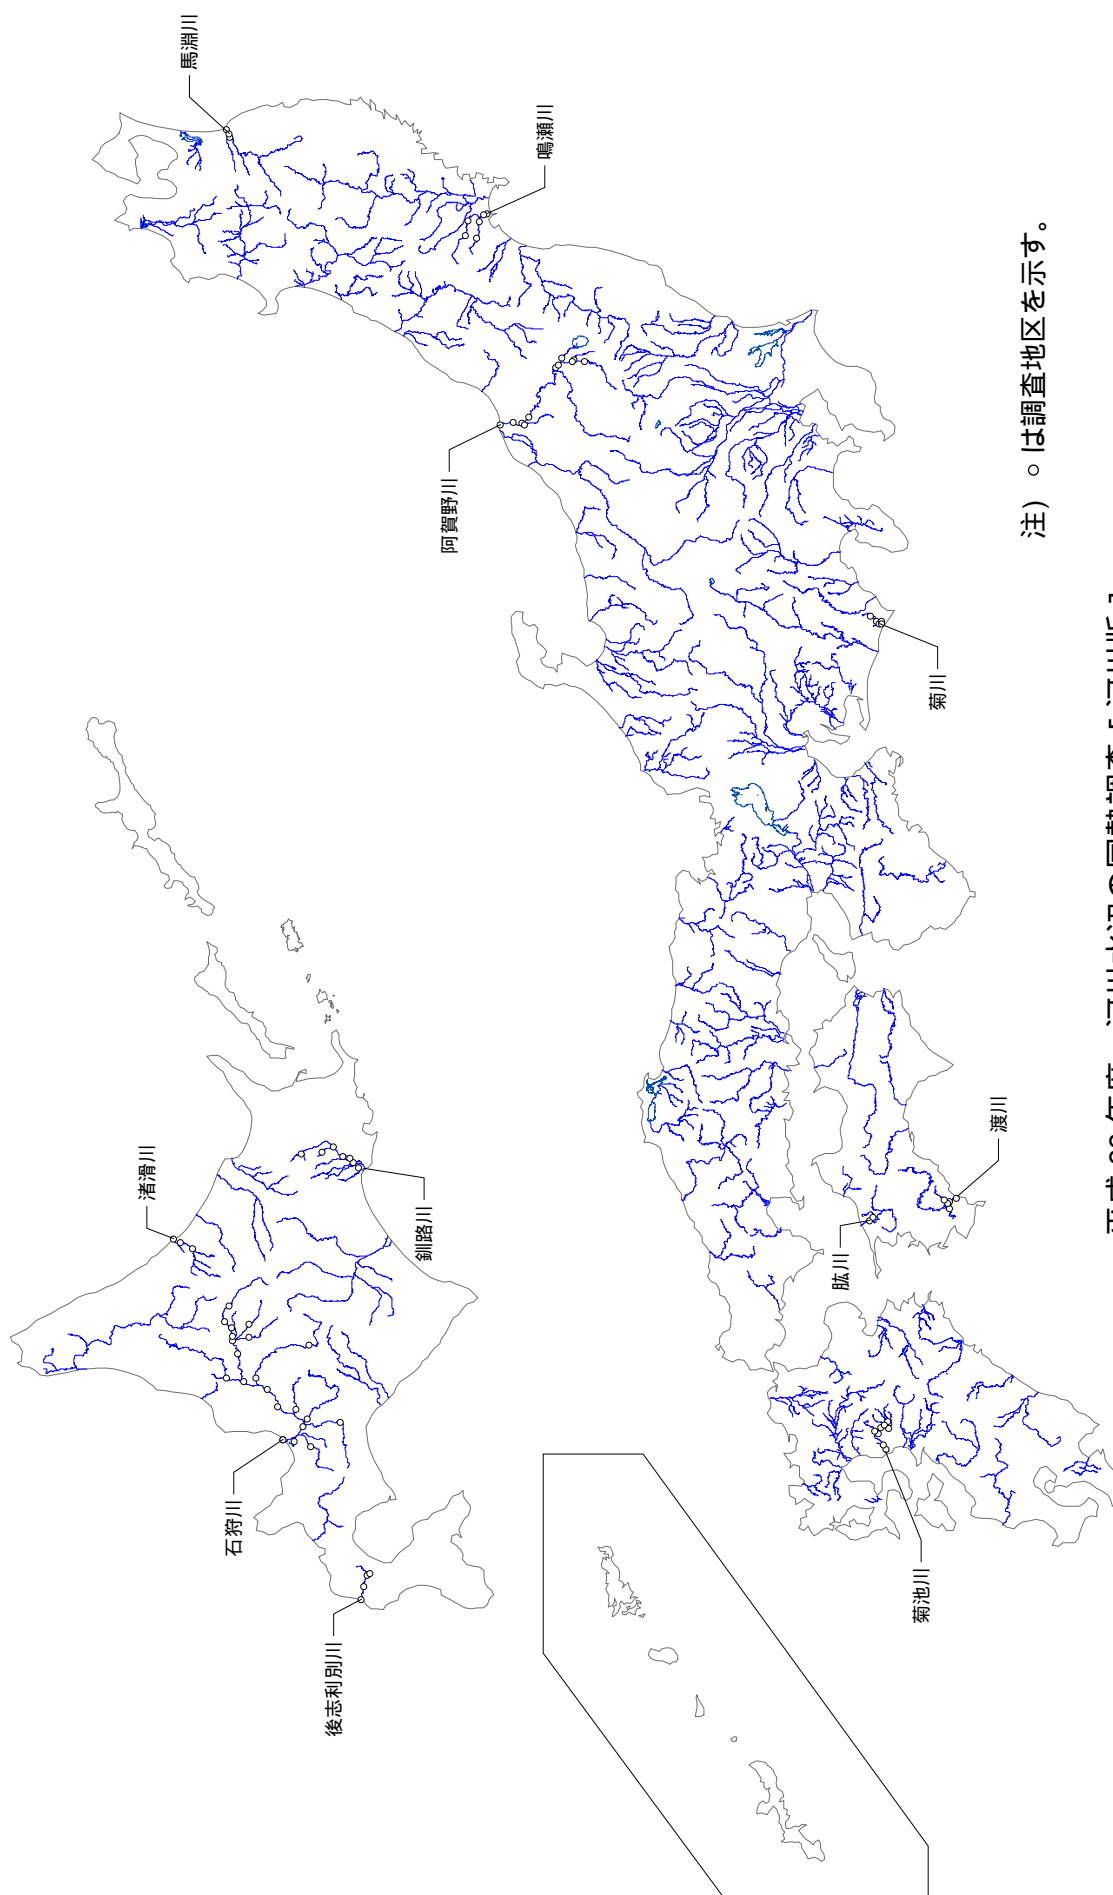 渚滑川
釧路川
石狩川
後志利別川
馬淵川
鳴瀬川
阿賀野川
菊川
渡川
肱川
菊池川
注）○は調査地区を示す。